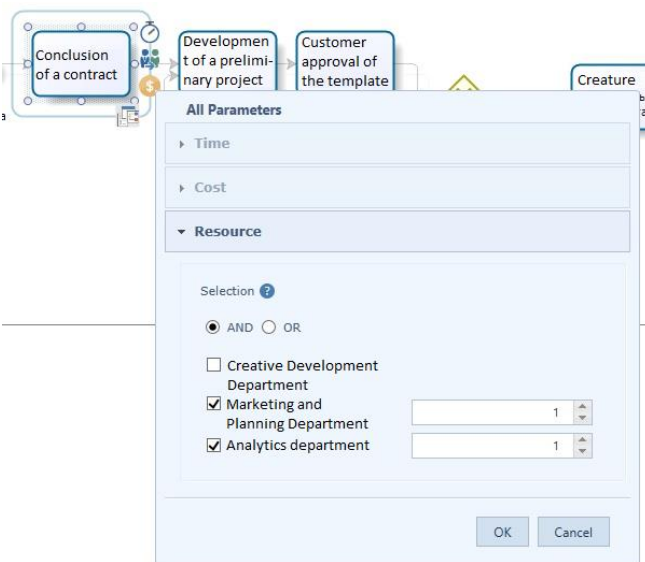 Conclusion
of a contract
Developmen
t of a prelimi-
nary project
Customer
approval of
the template
Creature
$
All Parameters
Time
Cost
Resource
Selection ?
AND OR
Creative Development
Department
Marketing and
Planning Department
1
Analytics department
1
OK Cancel